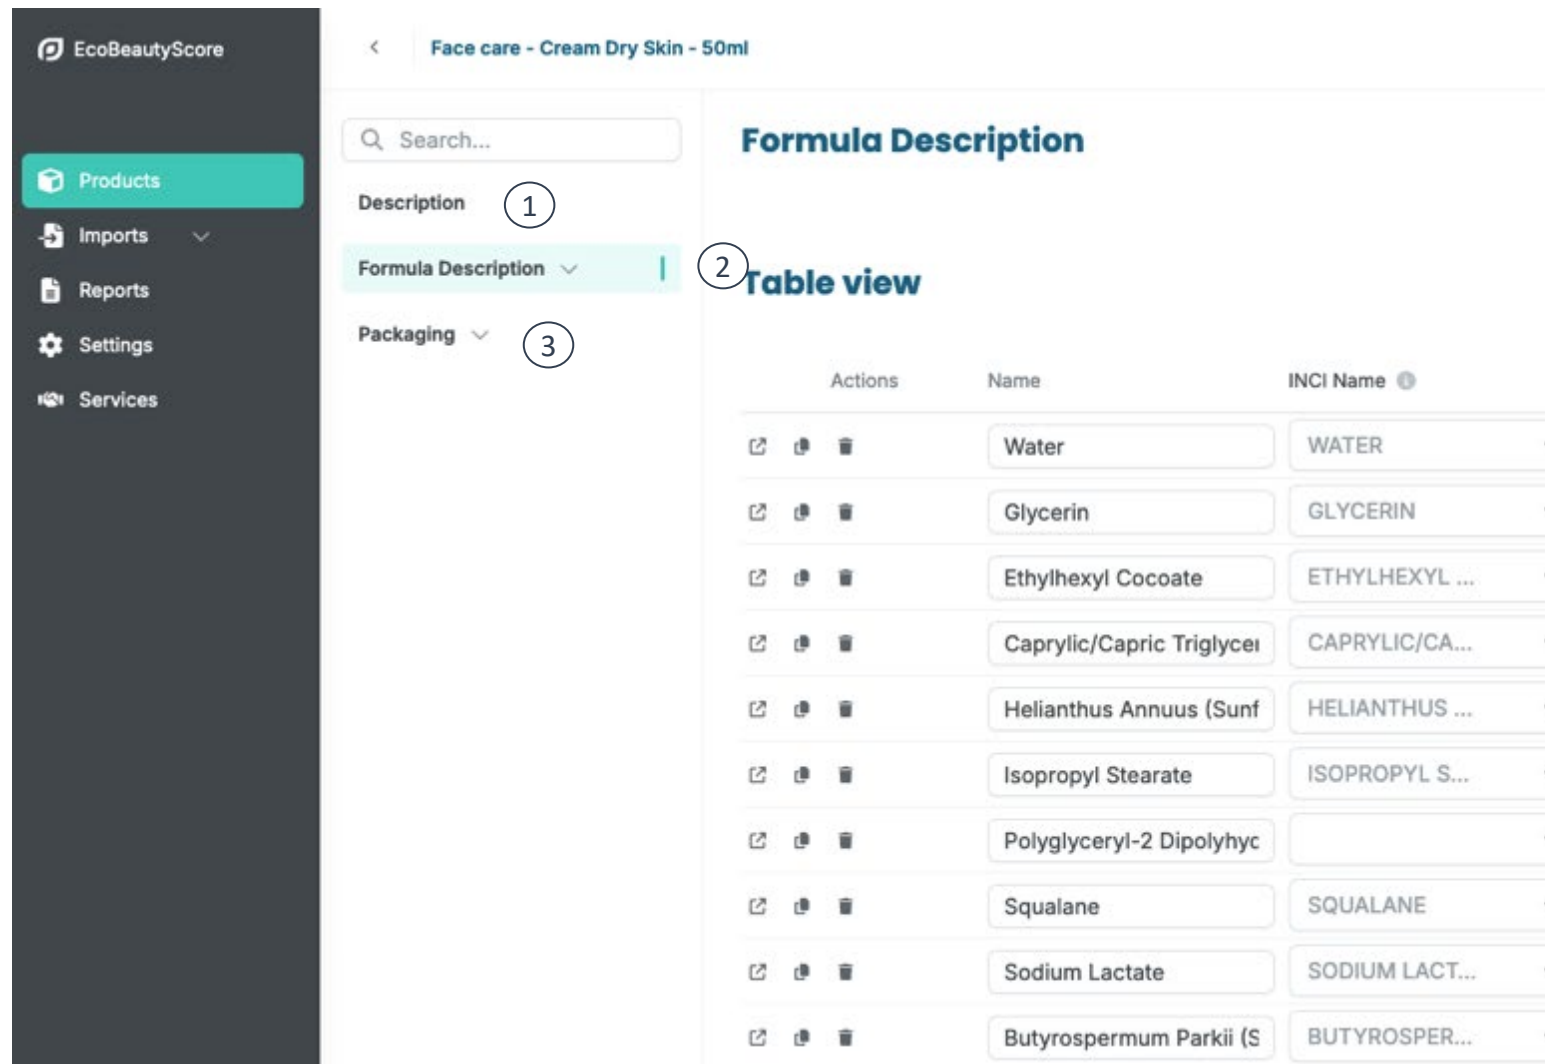 EcoBeautyScore
Face care - Cream Dry Skin - 50ml
Products
Imports
Reports
Settings
Services
Search...
Description
1
Formula Description
2
Packaging
3
Formula Description
Table view
Actions Name INCI Name
Water WATER
Glycerin GLYCERIN
Ethylhexyl Cocoate ETHYLHEXYL ...
Caprylic/Capric Triglycer CAPRYLIC/CA...
Helianthus Annuus (Sunf HELIANTHUS ...
Isopropyl Stearate ISOPROPYL S...
Polyglyceryl-2 Dipolyhyd
Squalane SQUALANE
Sodium Lactate SODIUM LACT...
Butyrospermum Parkii (S BUTYROSPER...